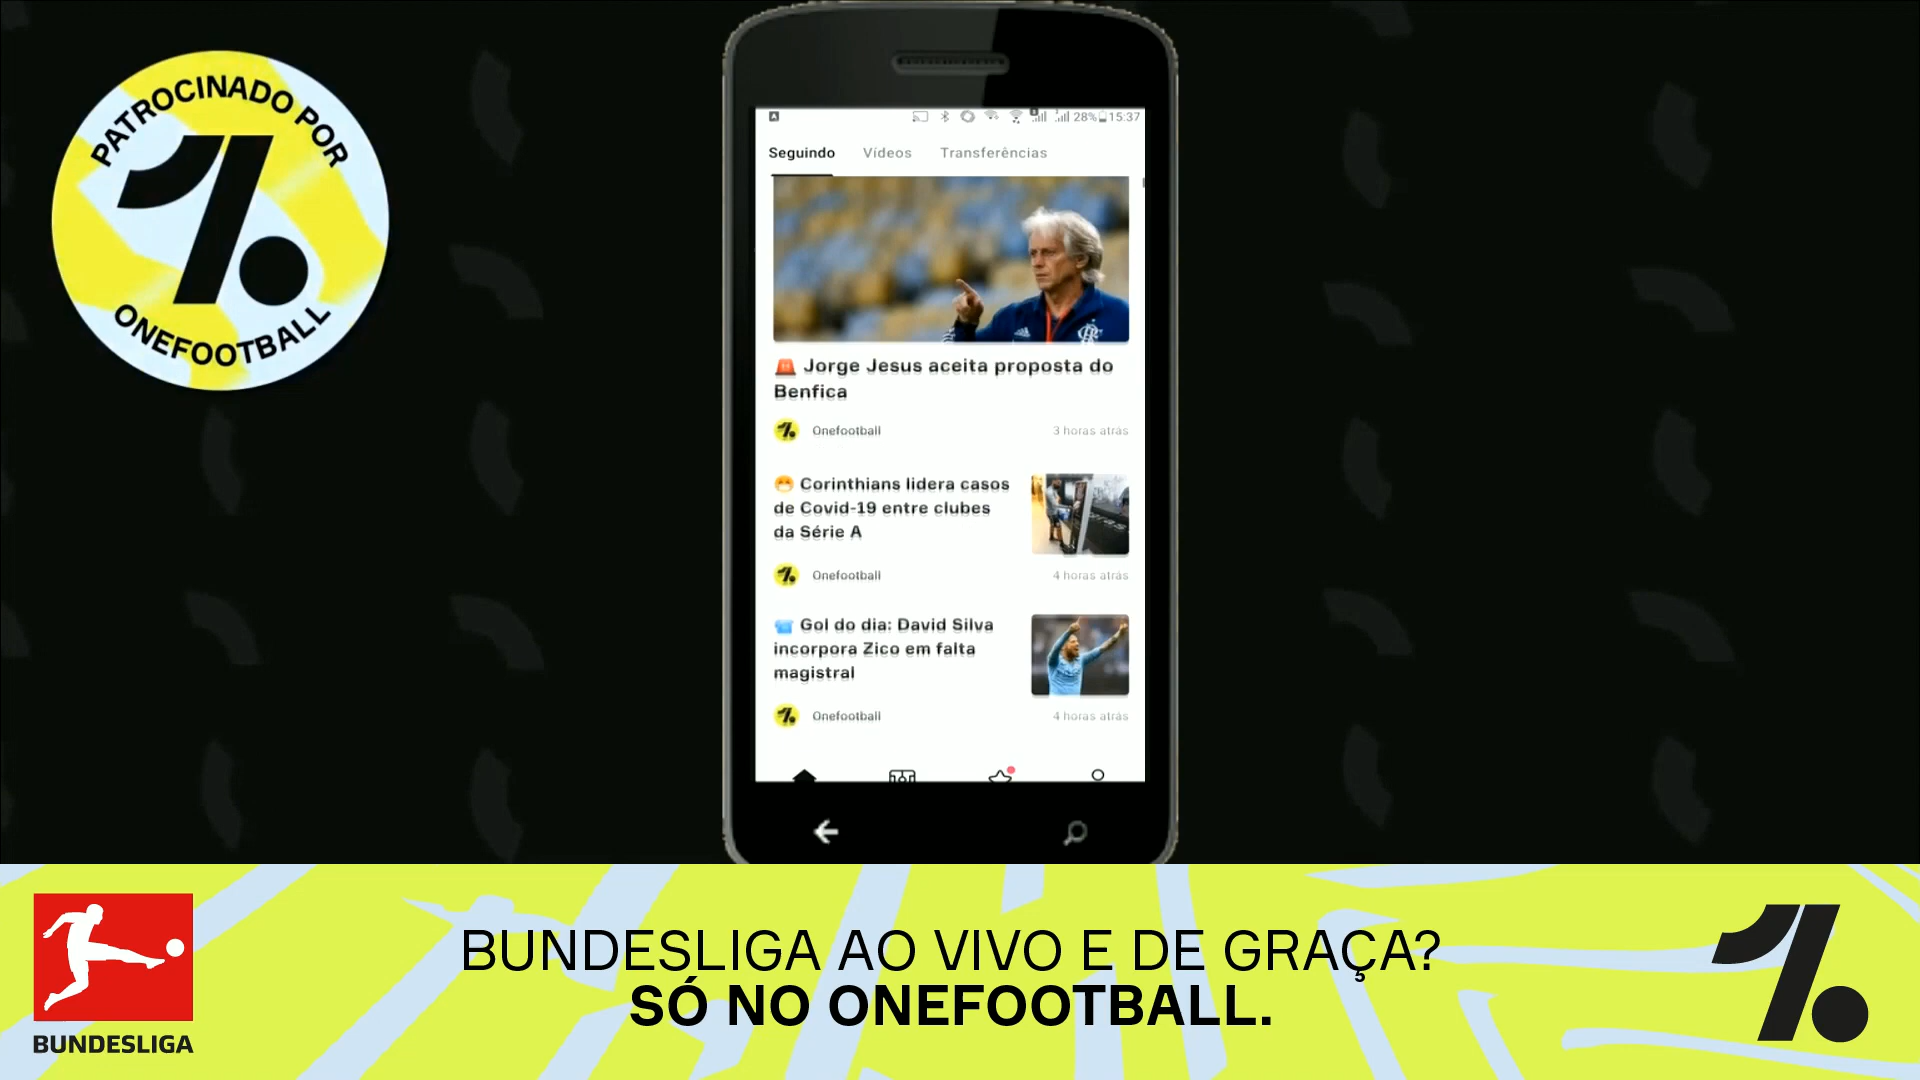 PATROCINADO POR
ONEFOOTBALL
28% 15:37
Seguindo Vídeos Transferências
Jorge Jesus aceita proposta do
Benfica
Onefootball 3 horas atrás
Corinthians lidera casos
de Covid-19 entre clubes
da Série A
Onefootball 4 horas atrás
Gol do dia: David Silva
incorpora Zico em falta
magistral
Onefootball 4 horas atrás
BUNDESLIGA AO VIVO E DE GRAÇA?
SÓ NO ONEFOOTBALL.
BUNDESLIGA